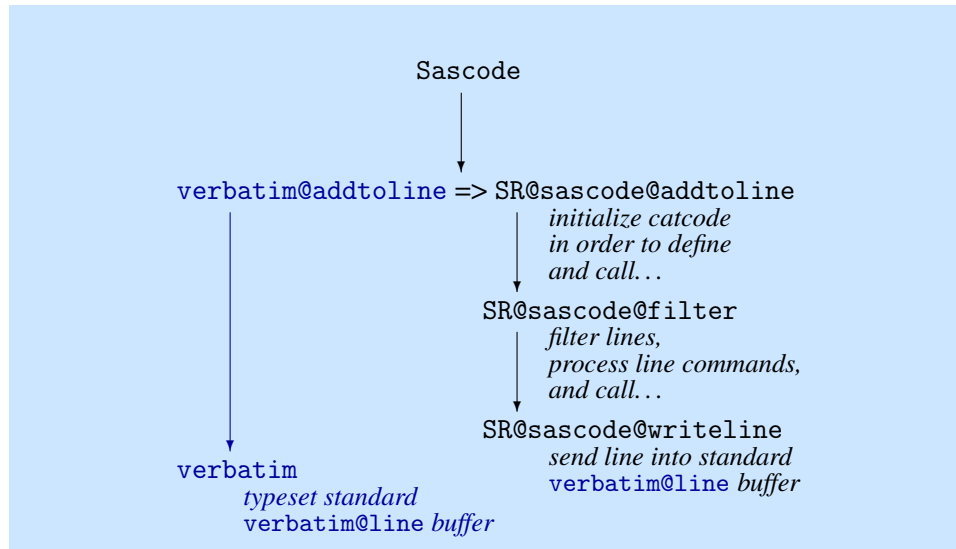 Sascode
verbatim@addtoline => SR@sascode@addtoline
initialize catcode
in order to define
and call...
SR@sascode@filter
filter lines,
process line commands,
and call...
SR@sascode@writeline
send line into standard
verbatim@line buffer
verbatim
typeset standard
verbatim@line buffer